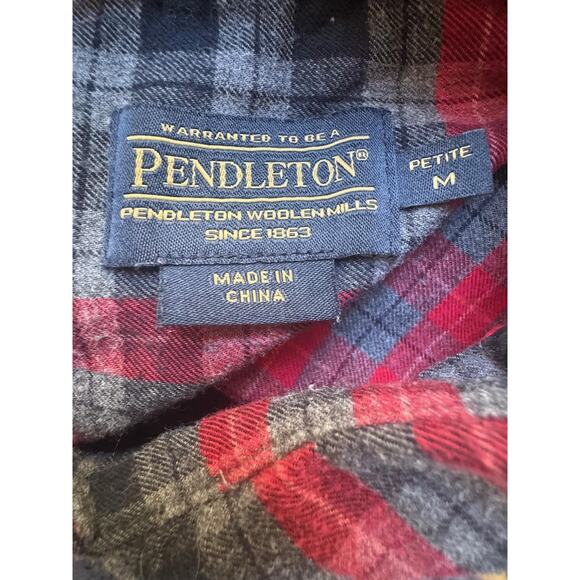 WARRANTED TO BE A
PENDLETON®
PENDLETON WOOLEN MILLS
SINCE 1863
PETITE
M
MADE IN
CHINA